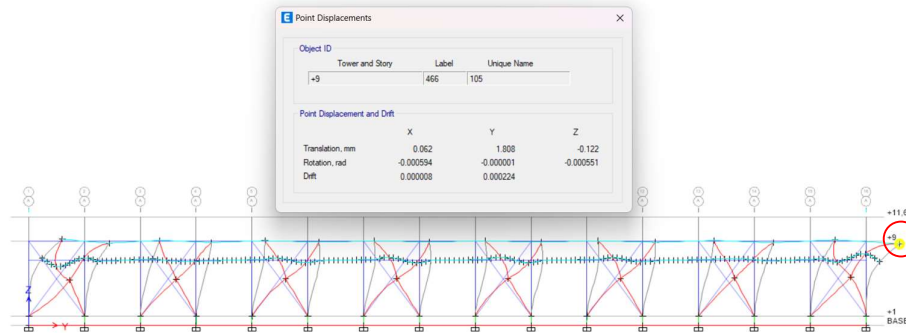 E Point Displacements
Object ID
Tower and Story Label Unique Name
+9 466 105
Point Displacement and Drift
X Y Z
Translation, mm 0.062 1.808 -0.122
Rotation, rad -0.000594 -0.000001 -0.000551
Drift 0.000008 0.000224
+11,6
+9
Z
Y
+1
BASE